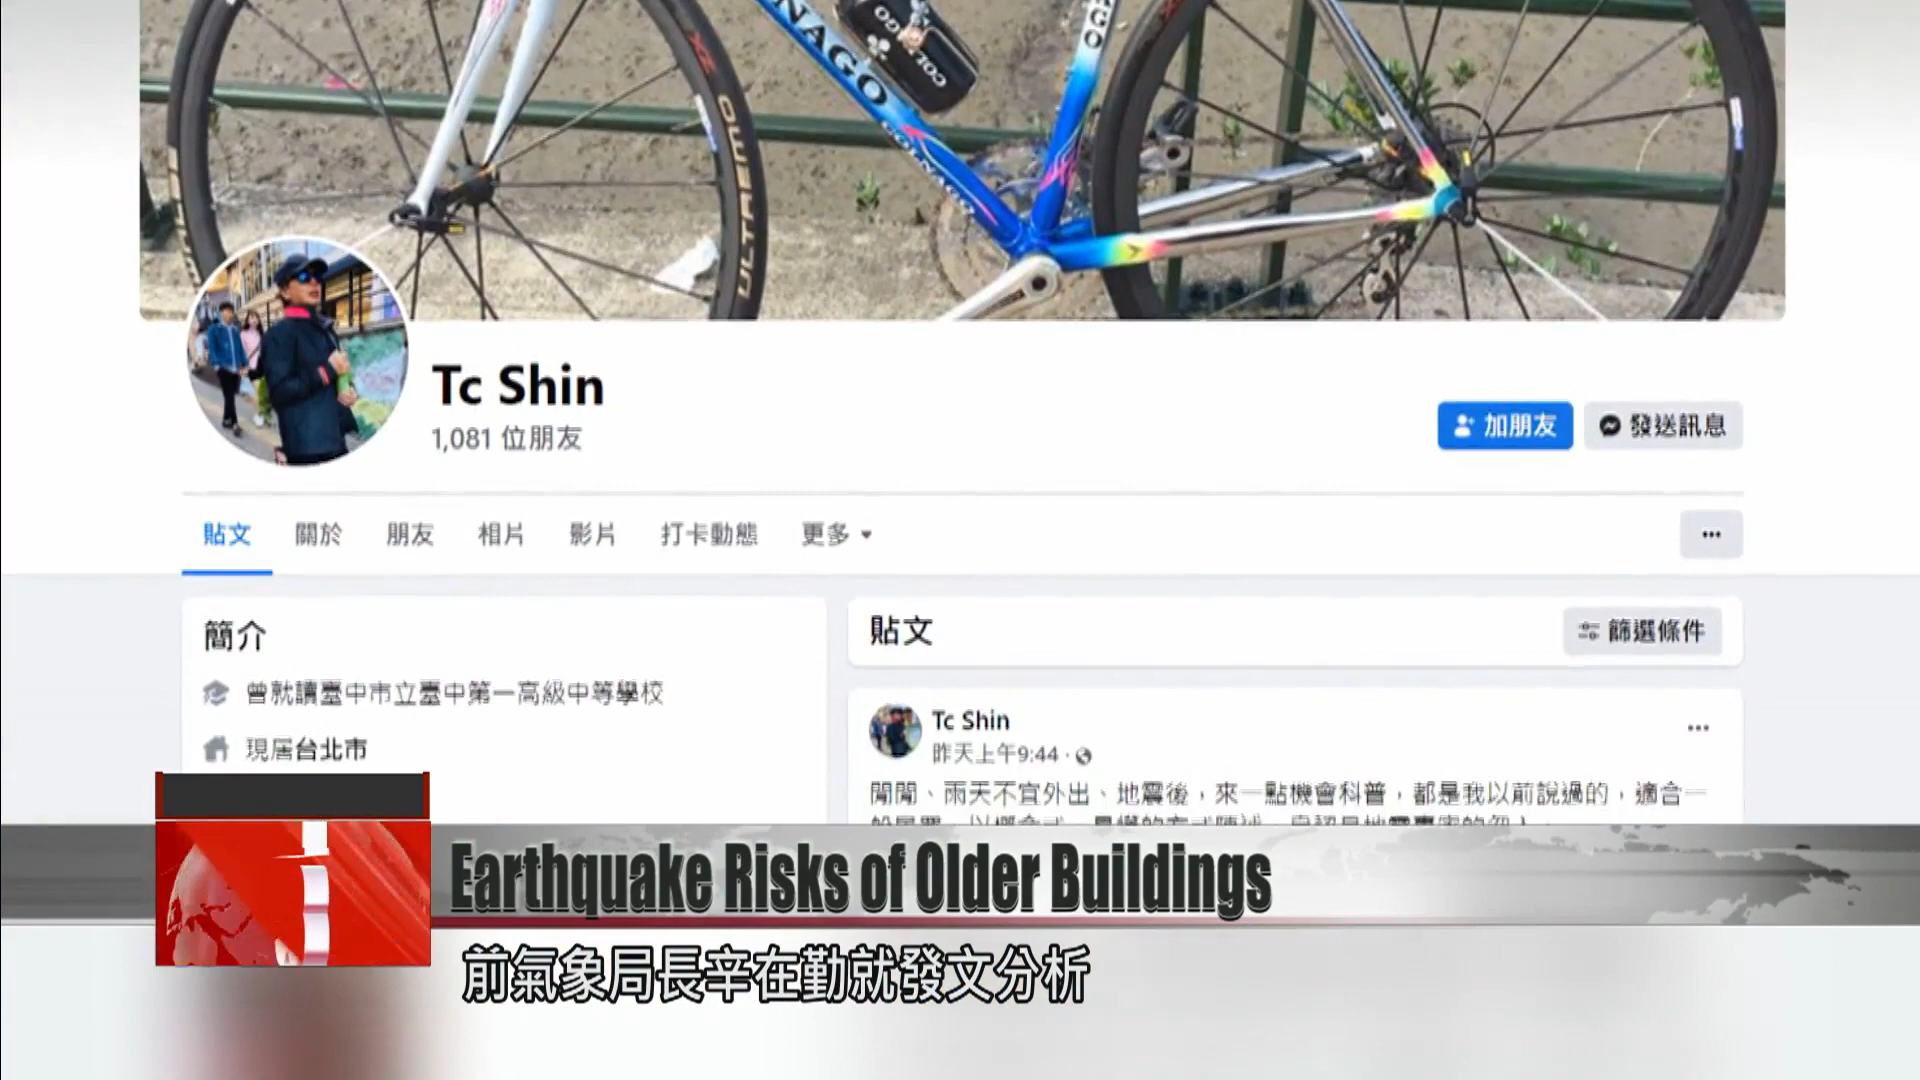 NAGO
COLNAGO
AGO
COLNAGO
ULTEAM
Tc Shin
1,081 位朋友
加朋友
發送訊息
貼文
關於
朋友
相片
影片
打卡動態
更多
簡介
貼文
篩選條件
曾就讀臺中市立臺中第一高級中等學校
現居台北市
Tc Shin
昨天上午9:44
閒閒、雨天不宜外出、地震後，來一點機會科普，都是我以前說過的，適合一
Earthquake Risks of Older Buildings
前氣象局長辛在勤就發文分析